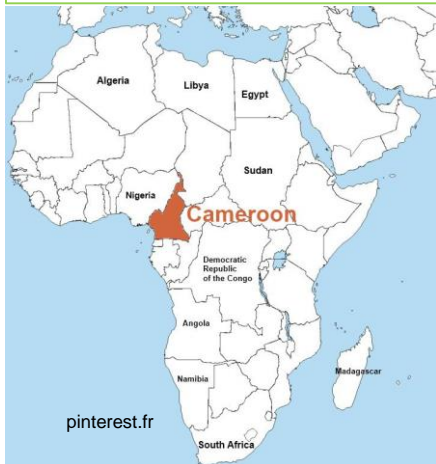 Algeria
Libya
Egypt
Sudan
Nigeria
Cameroon
Democratic
Republic
of the Congo
Angola
Namibia
Madagascar
pinterest.fr
South Africa